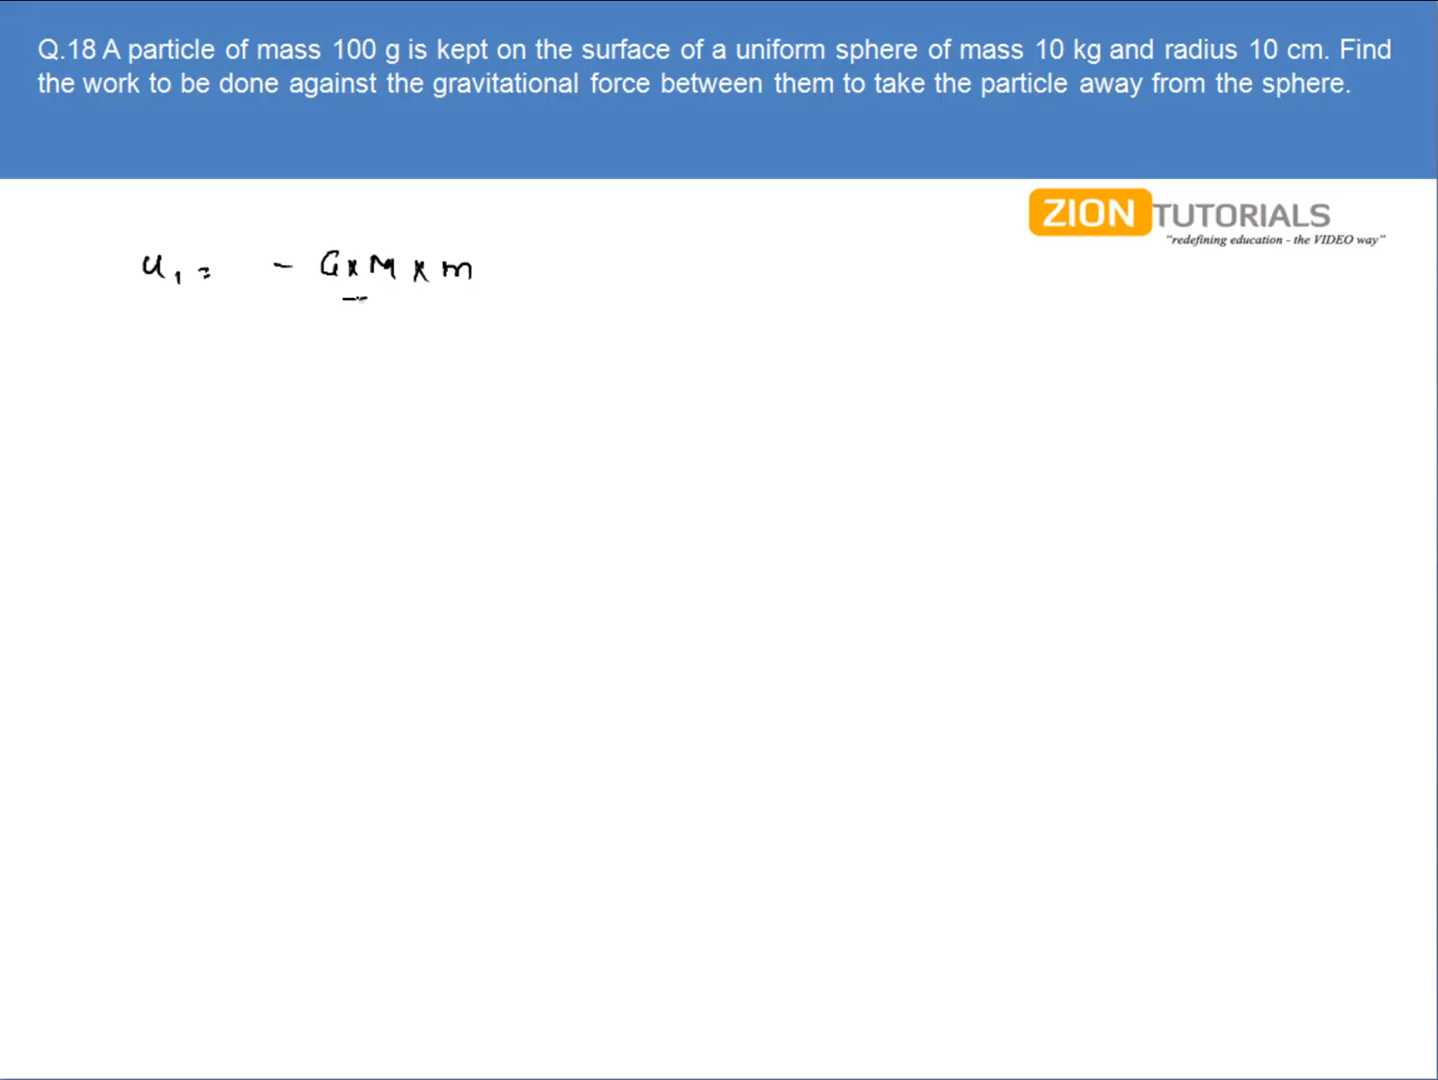 Q.18 A particle of mass 100 g is kept on the surface of a uniform sphere of mass 10 kg and radius 10 cm. Find
the work to be done against the gravitational force between them to take the particle away from the sphere.
ZION TUTORIALS
"redefining education - the VIDEO way"
u₁ = - G x M x m